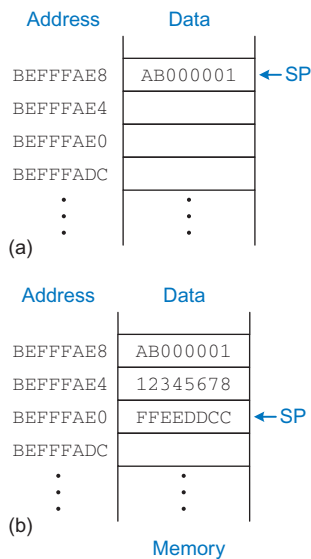 Address Data
BEFFFAE8 AB000001 SP
BEFFFAE4
BEFFFAE0
BEFFFADC
(a)
Address Data
BEFFFAE8 AB000001
BEFFFAE4 12345678
BEFFFAE0 FFEEDDCC SP
BEFFFADC
(b)
Memory